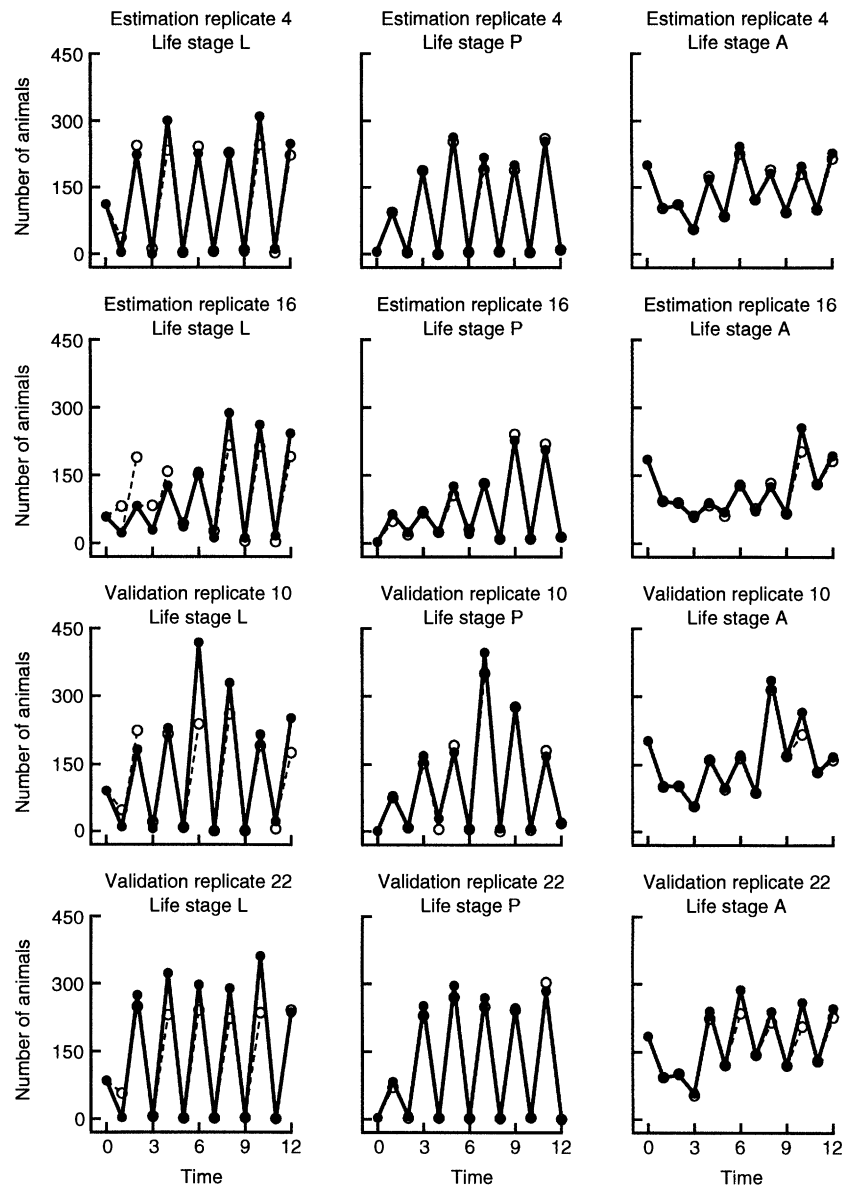 Estimation replicate 4
Life stage L
Estimation replicate 4
Life stage P
Estimation replicate 4
Life stage A
Number of animals
450
300
150
0
Estimation replicate 16
Life stage L
Estimation replicate 16
Life stage P
Estimation replicate 16
Life stage A
Number of animals
450
300
150
0
Validation replicate 10
Life stage L
Validation replicate 10
Life stage P
Validation replicate 10
Life stage A
Number of animals
450
300
150
0
Validation replicate 22
Life stage L
Validation replicate 22
Life stage P
Validation replicate 22
Life stage A
Number of animals
450
300
150
0
0 3 6 9 12
0 3 6 9 12
0 3 6 9 12
Time
Time
Time